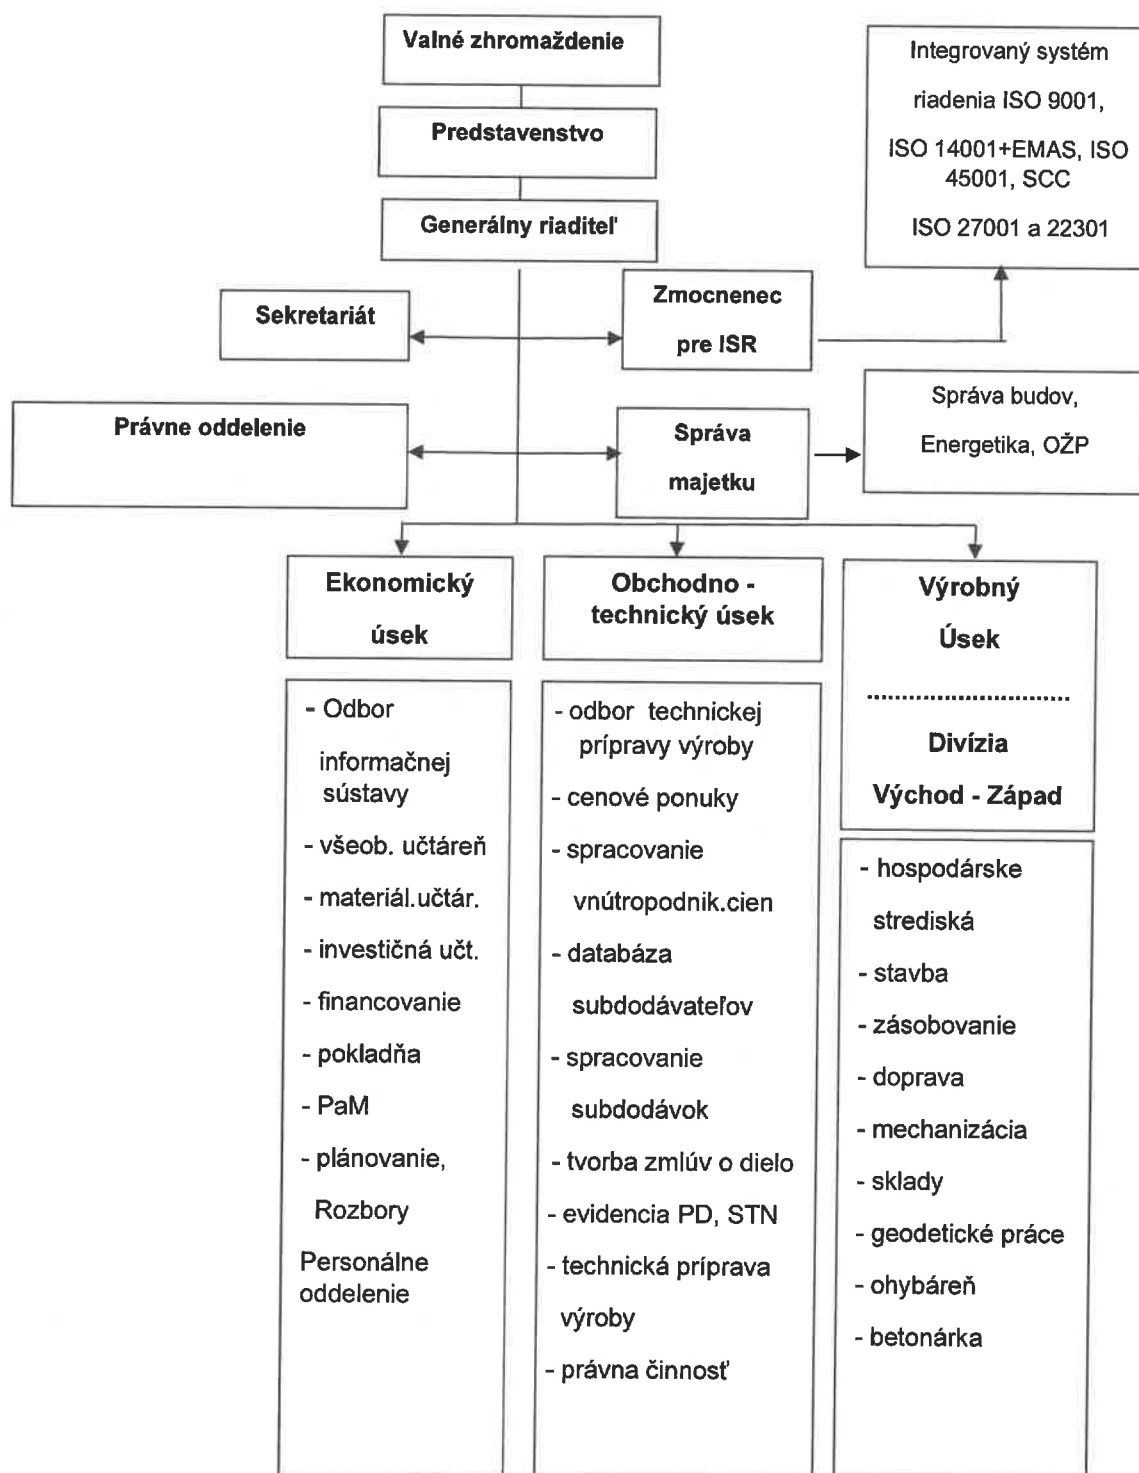 Valné zhromaždenie
Predstavenstvo
Generálny riaditeľ
Integrovaný systém
riadenia ISO 9001,
ISO 14001+EMAS, ISO
45001, SCC
ISO 27001 a 22301
Sekretariát
Zmocnenec
pre ISR
Právne oddelenie
Správa
majetku
Správa budov,
Energetika, OŽP
Ekonomický
úsek
- Odbor
informačnej
sústavy
- všeob. učtáreň
- materiál.učtár.
- investičná učt.
- financovanie
- pokladňa
- PaM
- plánovanie,
Rozbory
Personálne
oddelenie
Obchodno -
technický úsek
- odbor technickej
prípravy výroby
- cenové ponuky
- spracovanie
vnútropodnik.cien
- databáza
subdodávateľov
- spracovanie
subdodávok
- tvorba zmlúv o dielo
- evidencia PD, STN
- technická príprava
výroby
- právna činnosť
Výrobný
Úsek
Divízia
Východ - Západ
- hospodárske
strediská
- stavba
- zásobovanie
- doprava
- mechanizácia
- sklady
- geodetické práce
- ohybáreň
- betonárka